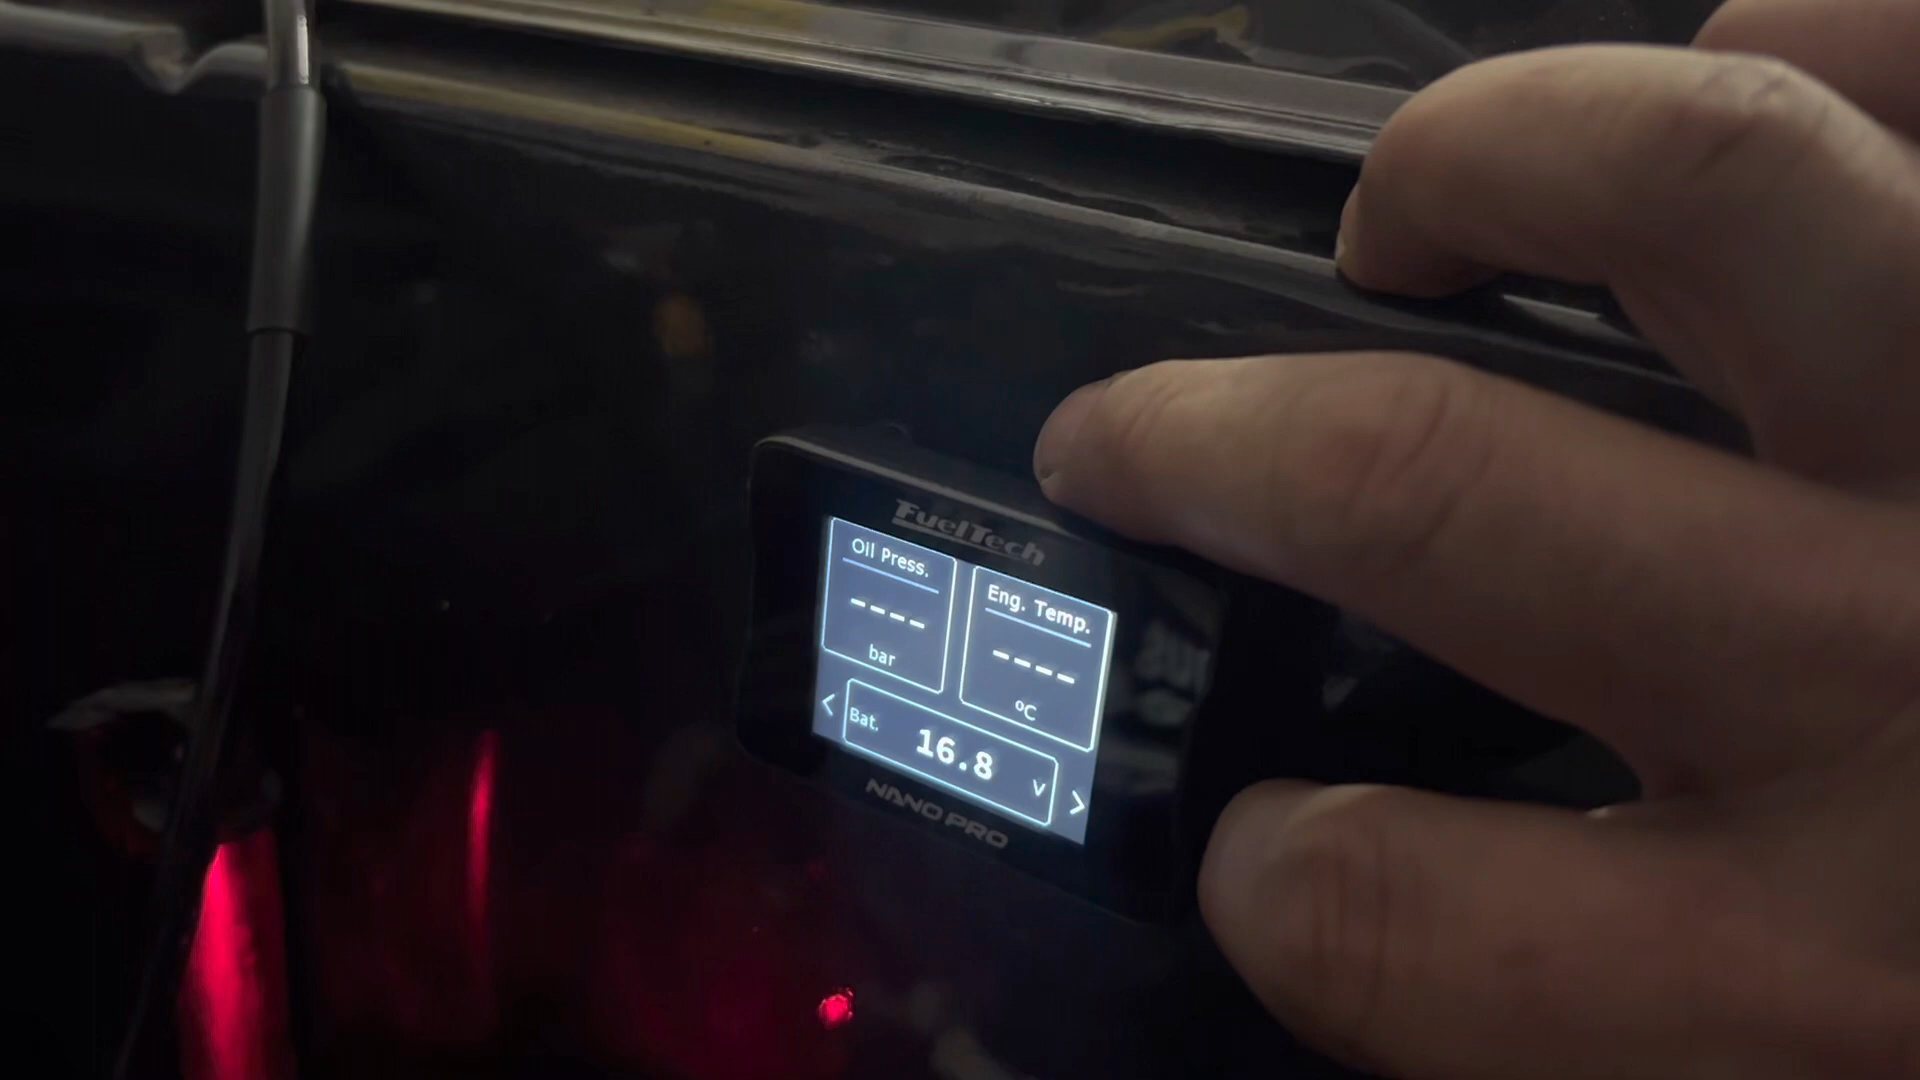 FuelTech
Oil Press.
----
bar
Eng. Temp.
----
ºC
<
Bat.
16.8
v
>
NANO PRO